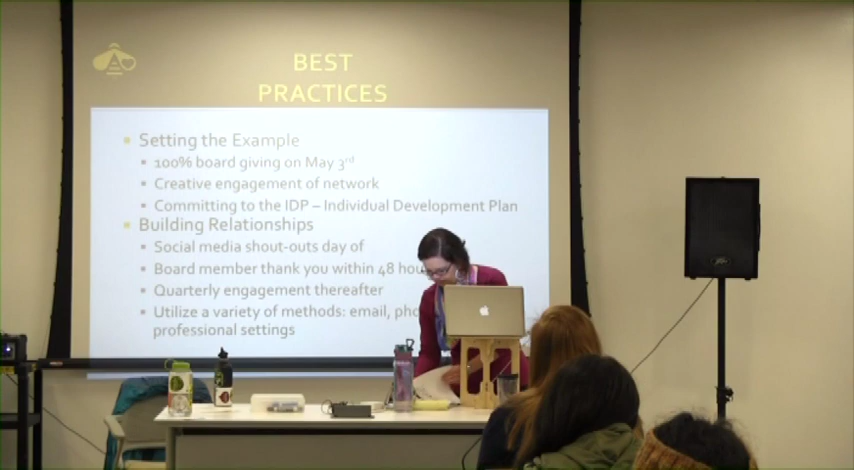 BEST
PRACTICES
Setting the Example
100% board giving on May 3rd
Creative engagement of network
Committing to the IDP – Individual Development Plan
Building Relationships
Social media shout-outs day of
Board member thank you within 48 hou
Quarterly engagement thereafter
Utilize a variety of methods: email, pho
professional settings